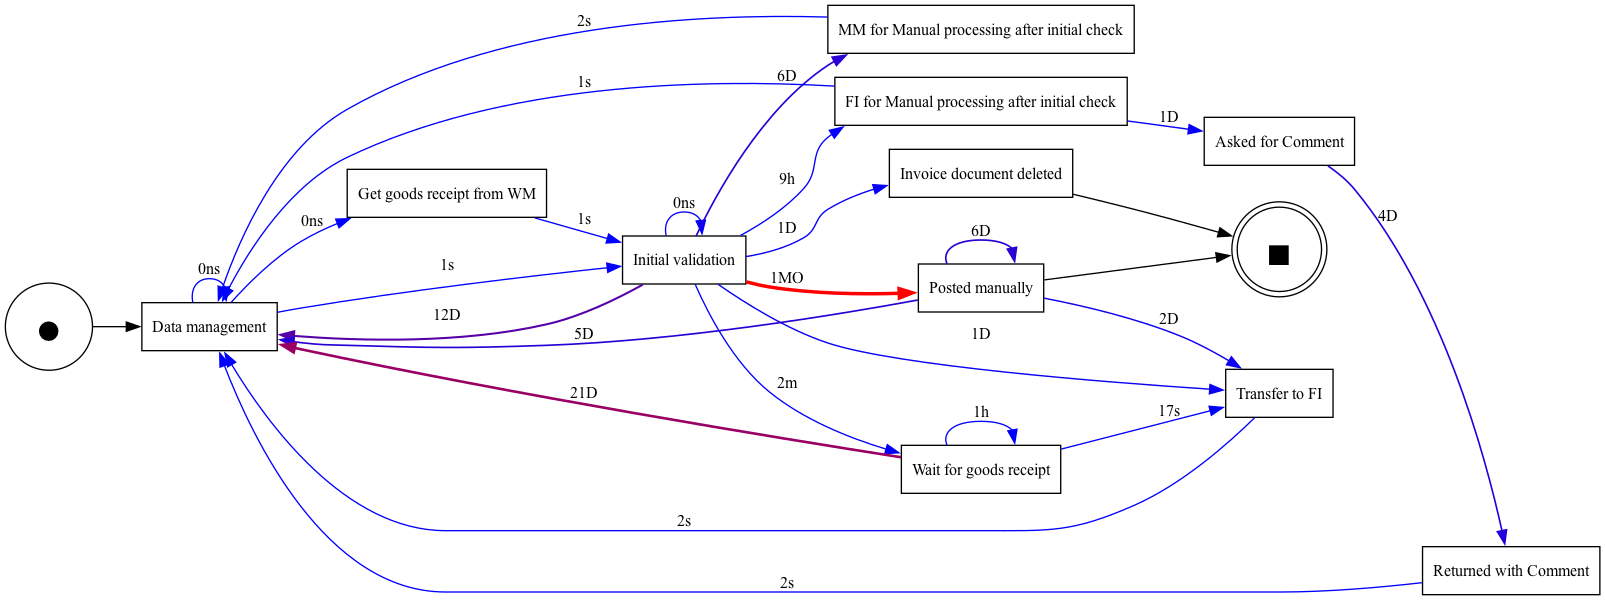 2s
MM for Manual processing after initial check
6D
1s
FI for Manual processing after initial check
1D
Asked for Comment
Get goods receipt from WM
0ns
1s
0ns
9h
Invoice document deleted
1D
4D
0ns
1s
Initial validation
6D
1MO
Posted manually
Data management
12D
5D
2D
1D
21D
2m
1h
17s
Transfer to FI
Wait for goods receipt
2s
Returned with Comment
2s